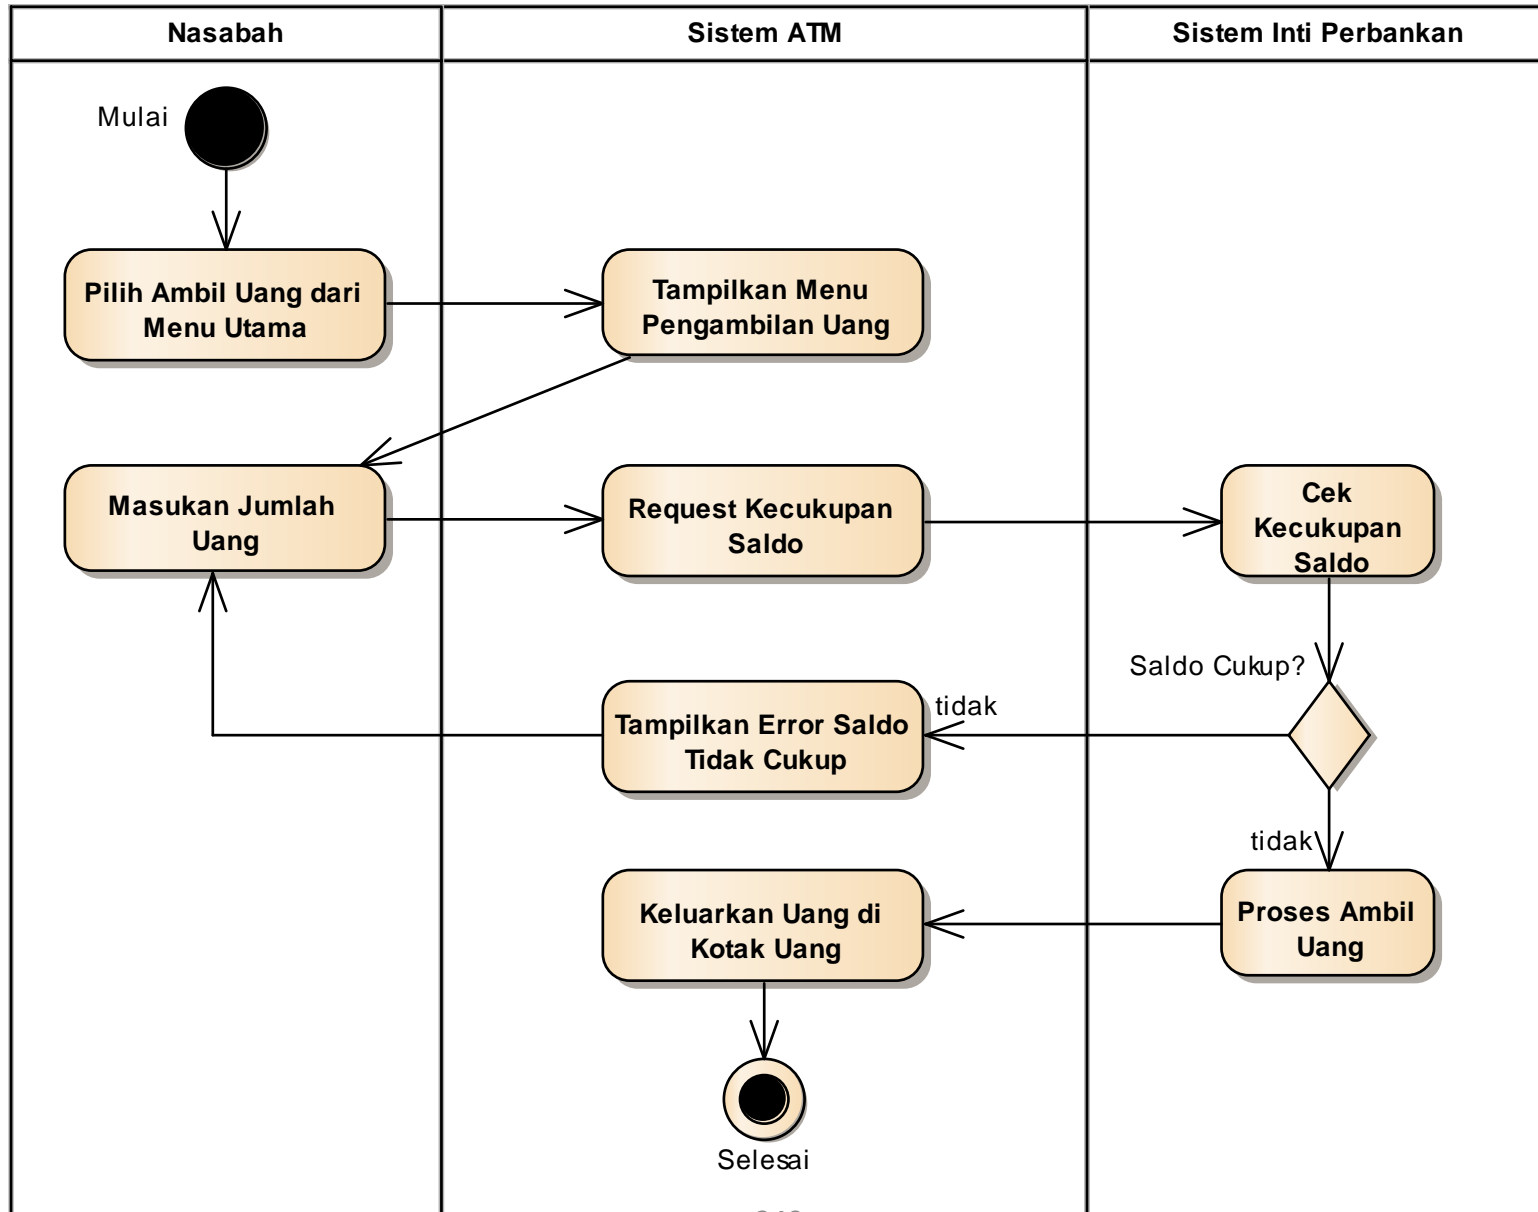 Nasabah
Sistem ATM
Sistem Inti Perbankan
Mulai
Pilih Ambil Uang dari
Menu Utama
Tampilkan Menu
Pengambilan Uang
Masukan Jumlah
Uang
Request Kecukupan
Saldo
Cek
Kecukupan
Saldo
Saldo Cukup?
tidak
Tampilkan Error Saldo
Tidak Cukup
tidak
Keluarkan Uang di
Kotak Uang
Proses Ambil
Uang
Selesai